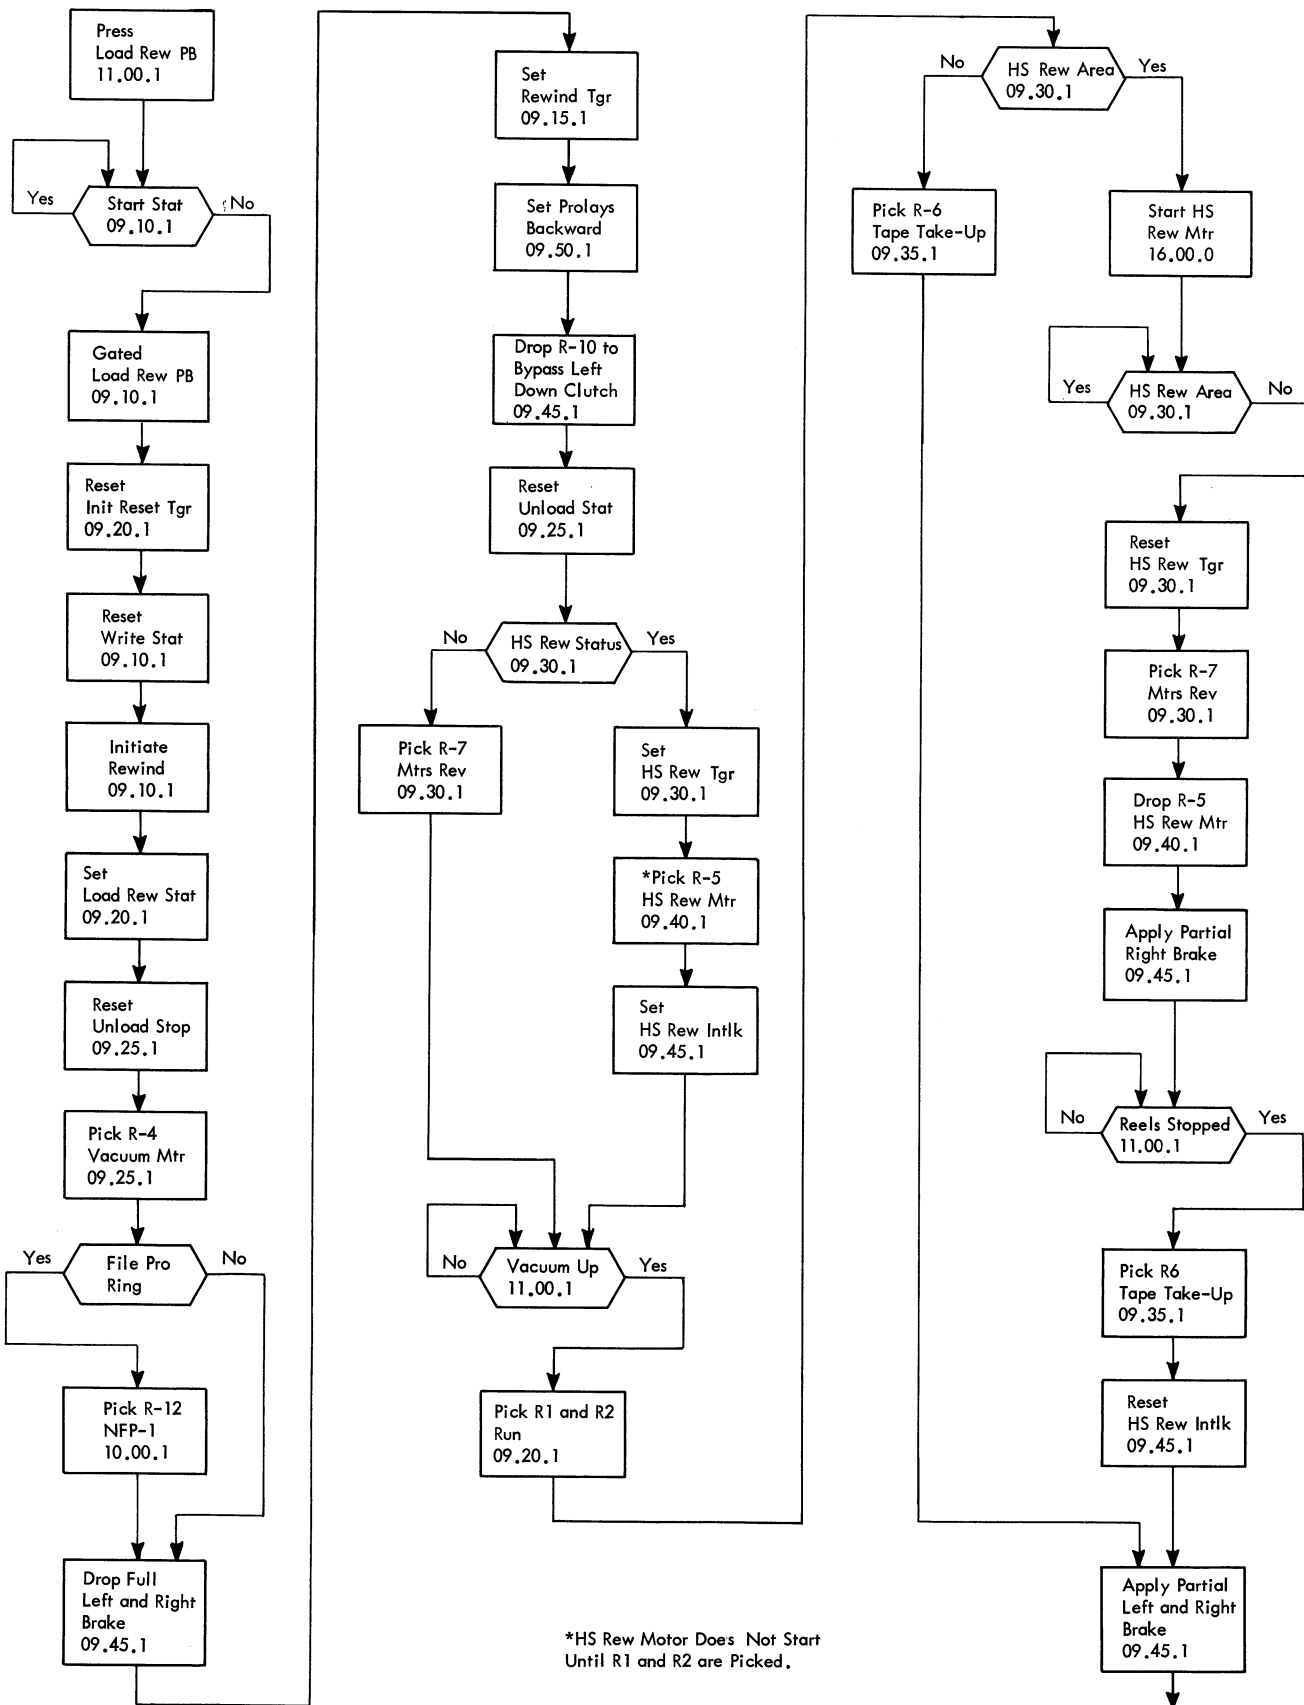 Press
Load Rew PB
11.00.1
Yes
Start Stat
09.10.1
No
Gated
Load Rew PB
09.10.1
Reset
Init Reset Tgr
09.20.1
Reset
Write Stat
09.10.1
Initiate
Rewind
09.10.1
Set
Load Rew Stat
09.20.1
Reset
Unload Stop
09.25.1
Pick R-4
Vacuum Mtr
09.25.1
Yes
File Pro
Ring
No
Pick R-12
NFP-1
10.00.1
Drop Full
Left and Right
Brake
09.45.1
Set
Rewind Tgr
09.15.1
Set Prolays
Backward
09.50.1
Drop R-10 to
Bypass Left
Down Clutch
09.45.1
Reset
Unload Stat
09.25.1
No
HS Rew Status
09.30.1
Yes
Pick R-7
Mtrs Rev
09.30.1
Set
HS Rew Tgr
09.30.1
*Pick R-5
HS Rew Mtr
09.40.1
Set
HS Rew Intlk
09.45.1
No
Vacuum Up
11.00.1
Yes
Pick R1 and R2
Run
09.20.1
*HS Rew Motor Does Not Start
Until R1 and R2 are Picked.
No
HS Rew Area
09.30.1
Yes
Pick R-6
Tape Take-Up
09.35.1
Start HS
Rew Mtr
16.00.0
Yes
HS Rew Area
09.30.1
No
Reset
HS Rew Tgr
09.30.1
Pick R-7
Mtrs Rev
09.30.1
Drop R-5
HS Rew Mtr
09.40.1
Apply Partial
Right Brake
09.45.1
No
Reels Stopped
11.00.1
Yes
Pick R6
Tape Take-Up
09.35.1
Reset
HS Rew Intlk
09.45.1
Apply Partial
Left and Right
Brake
09.45.1